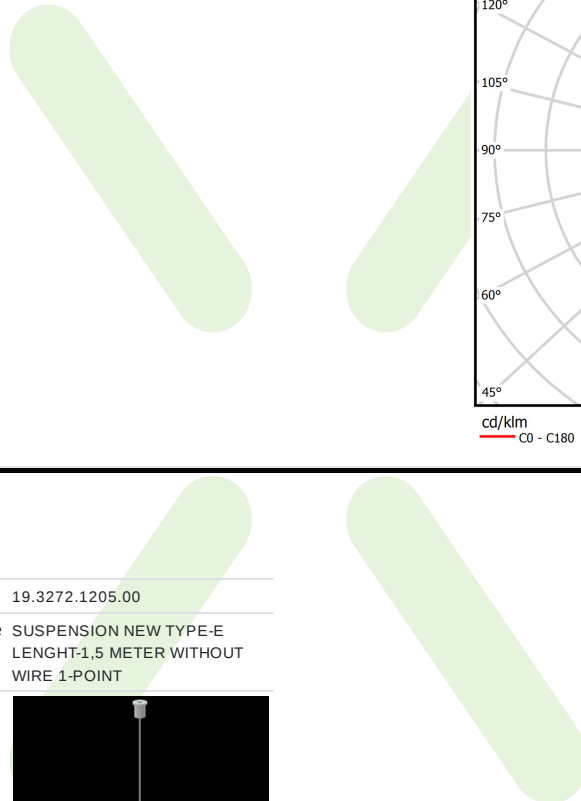 120°
105°
90°
75°
60°
45°
cd/klm
C0 - C180
19.3272.1205.00
SUSPENSION NEW TYPE-E
LENGHT-1,5 METER WITHOUT
WIRE 1-POINT